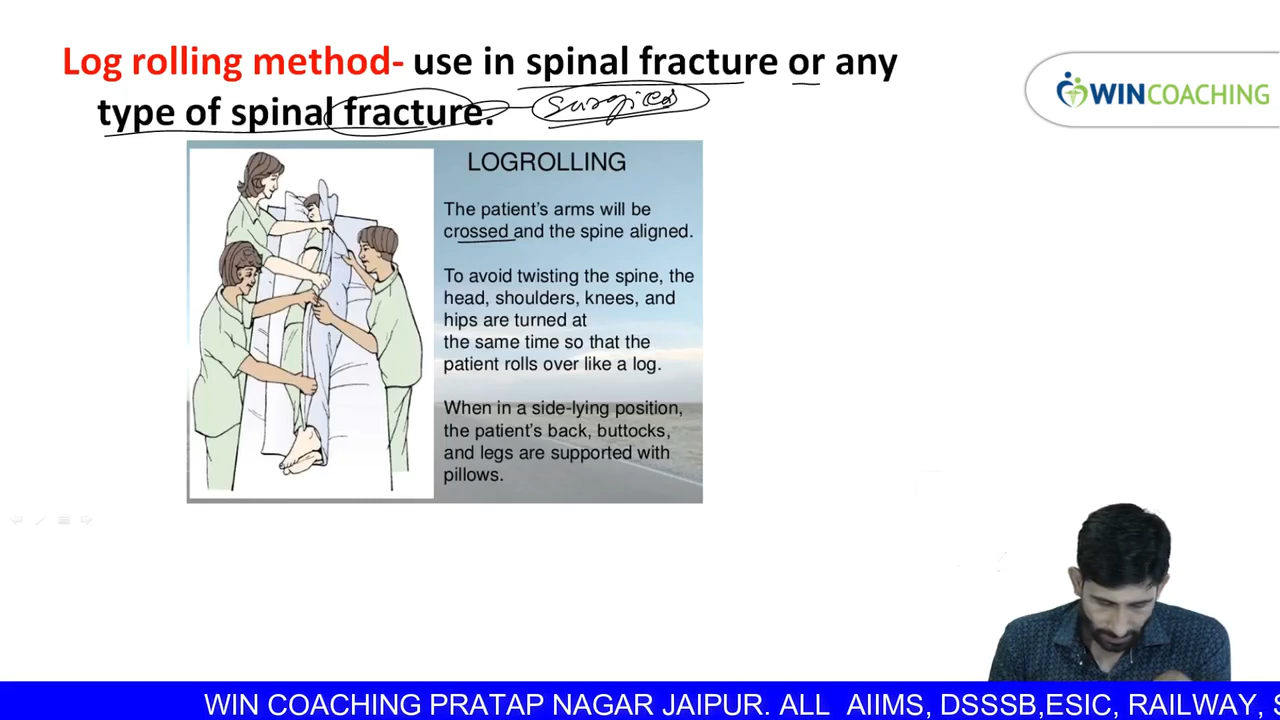 Log rolling method- use in spinal fracture or any
type of spinal fracture.
surgical
WINCOACHING
LOGROLLING
The patient's arms will be
crossed and the spine aligned.
To avoid twisting the spine, the
head, shoulders, knees, and
hips are turned at
the same time so that the
patient rolls over like a log.
When in a side-lying position,
the patient's back, buttocks,
and legs are supported with
pillows.
WIN COACHING PRATAP NAGAR JAIPUR. ALL AIIMS, DSSSB,ESIC, RAILWAY,